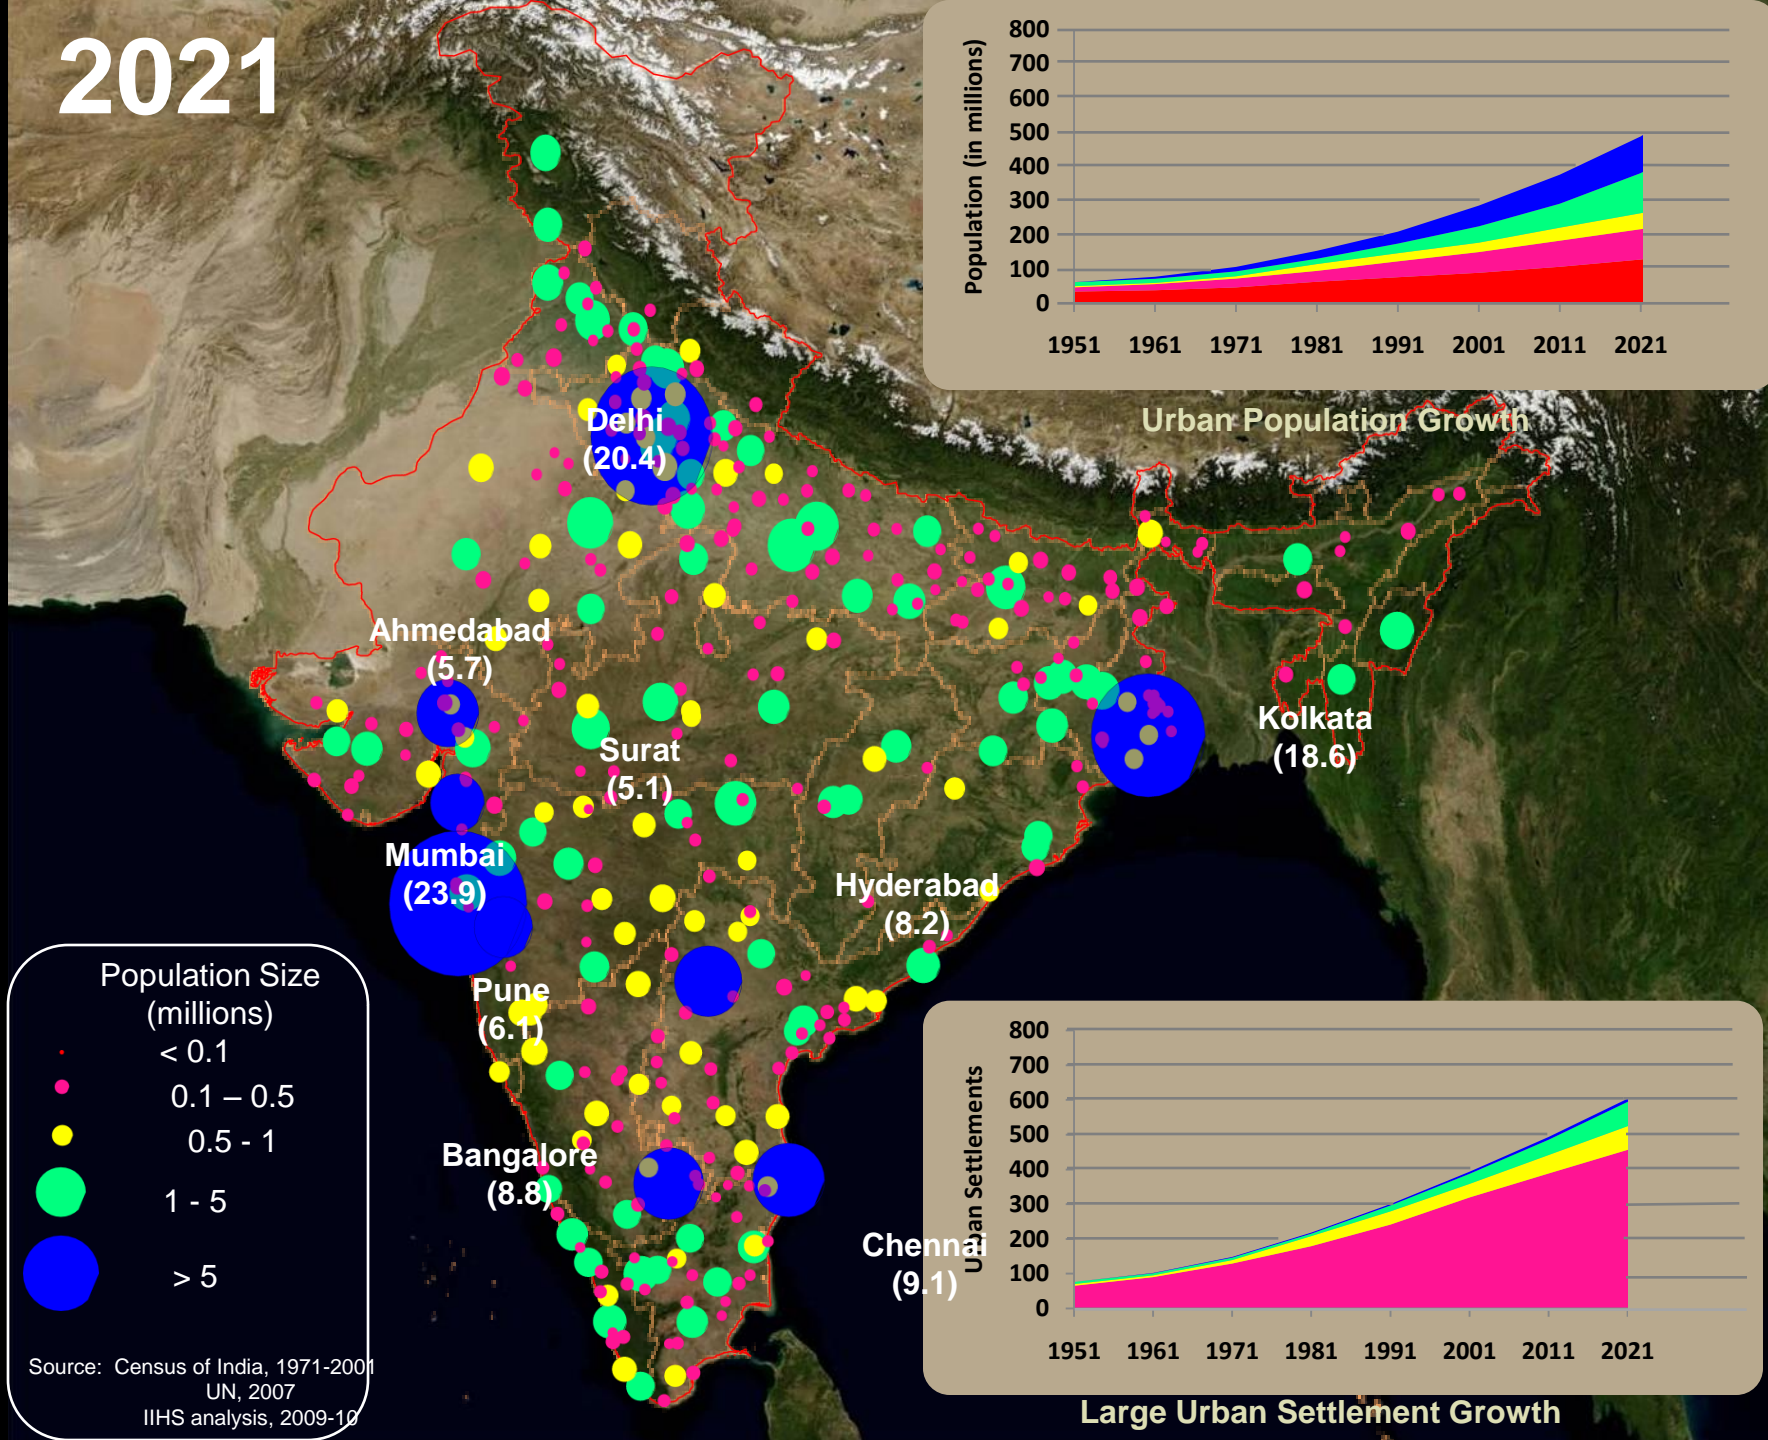 2021
800
700
600
500
400
300
200
100
0
Population (in millions)
1951 1961 1971 1981 1991 2001 2011 2021
Urban Population Growth
Delhi
(20.4)
Ahmedabad
(5.7)
Kolkata
(18.6)
Surat
(5.1)
Mumbai
(23.9)
Hyderabad
(8.2)
Pune
(6.1)
Bangalore
(8.8)
Chennai
(9.1)
Population Size
(millions)
< 0.1
0.1 – 0.5
0.5 - 1
1 - 5
> 5
Source: Census of India, 1971-2001
UN, 2007
IIHS analysis, 2009-10
800
700
600
500
400
300
200
100
0
Urban Settlements
1951 1961 1971 1981 1991 2001 2011 2021
Large Urban Settlement Growth